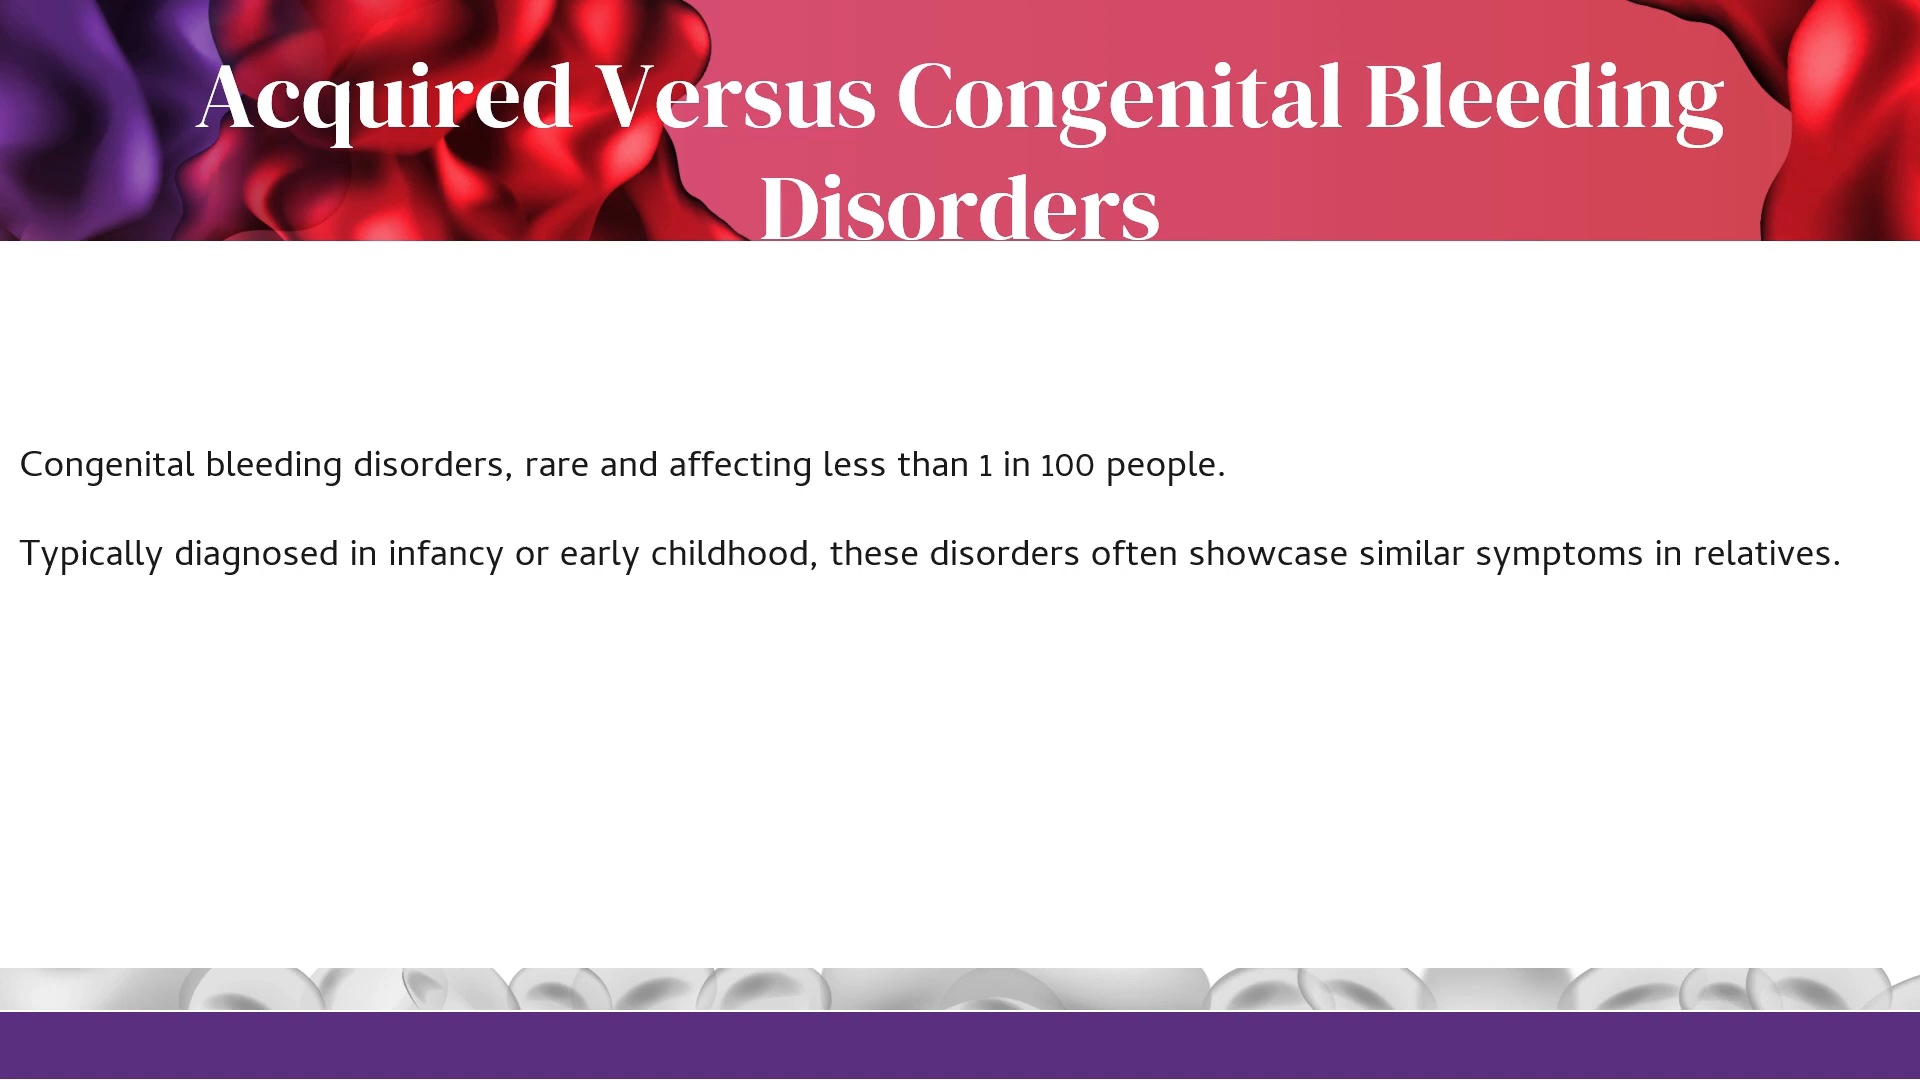 Acquired Versus Congenital Bleeding
Disorders
Congenital bleeding disorders, rare and affecting less than 1 in 100 people.
Typically diagnosed in infancy or early childhood, these disorders often showcase similar symptoms in relatives.